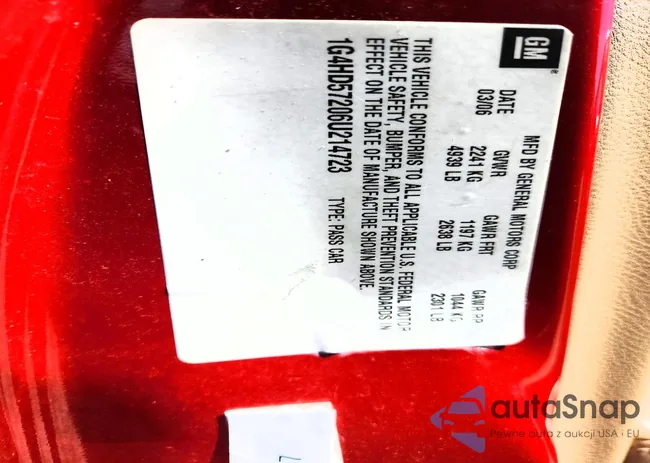 GM®
MFD BY GENERAL MOTORS CORP
DATE GVWR GAWR FRT GAWR RR
03/06 2241 KG 1197 KG 1044 KG
4939 LB 2638 LB 2301 LB
THIS VEHICLE CONFORMS TO ALL APPLICABLE U.S. FEDERAL MOTOR
VEHICLE SAFETY, BUMPER, AND THEFT PREVENTION STANDARDS IN
EFFECT ON THE DATE OF MANUFACTURE SHOWN ABOVE.
1G4HD57206U214723 TYPE: PASS CAR
autaSnap
Pewne auta z aukcji USA i EU